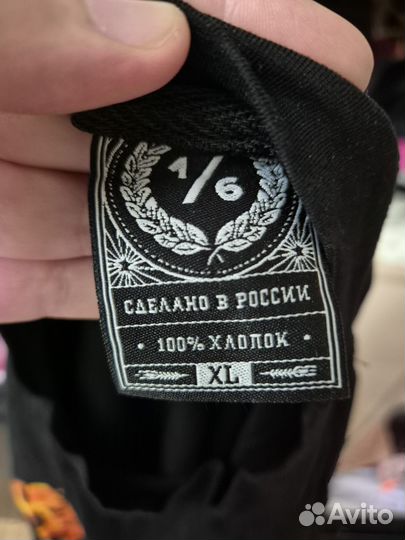 1/6
СДЕЛАНО В РОССИИ
· 100% ХЛОПОК ·
XL
Avito